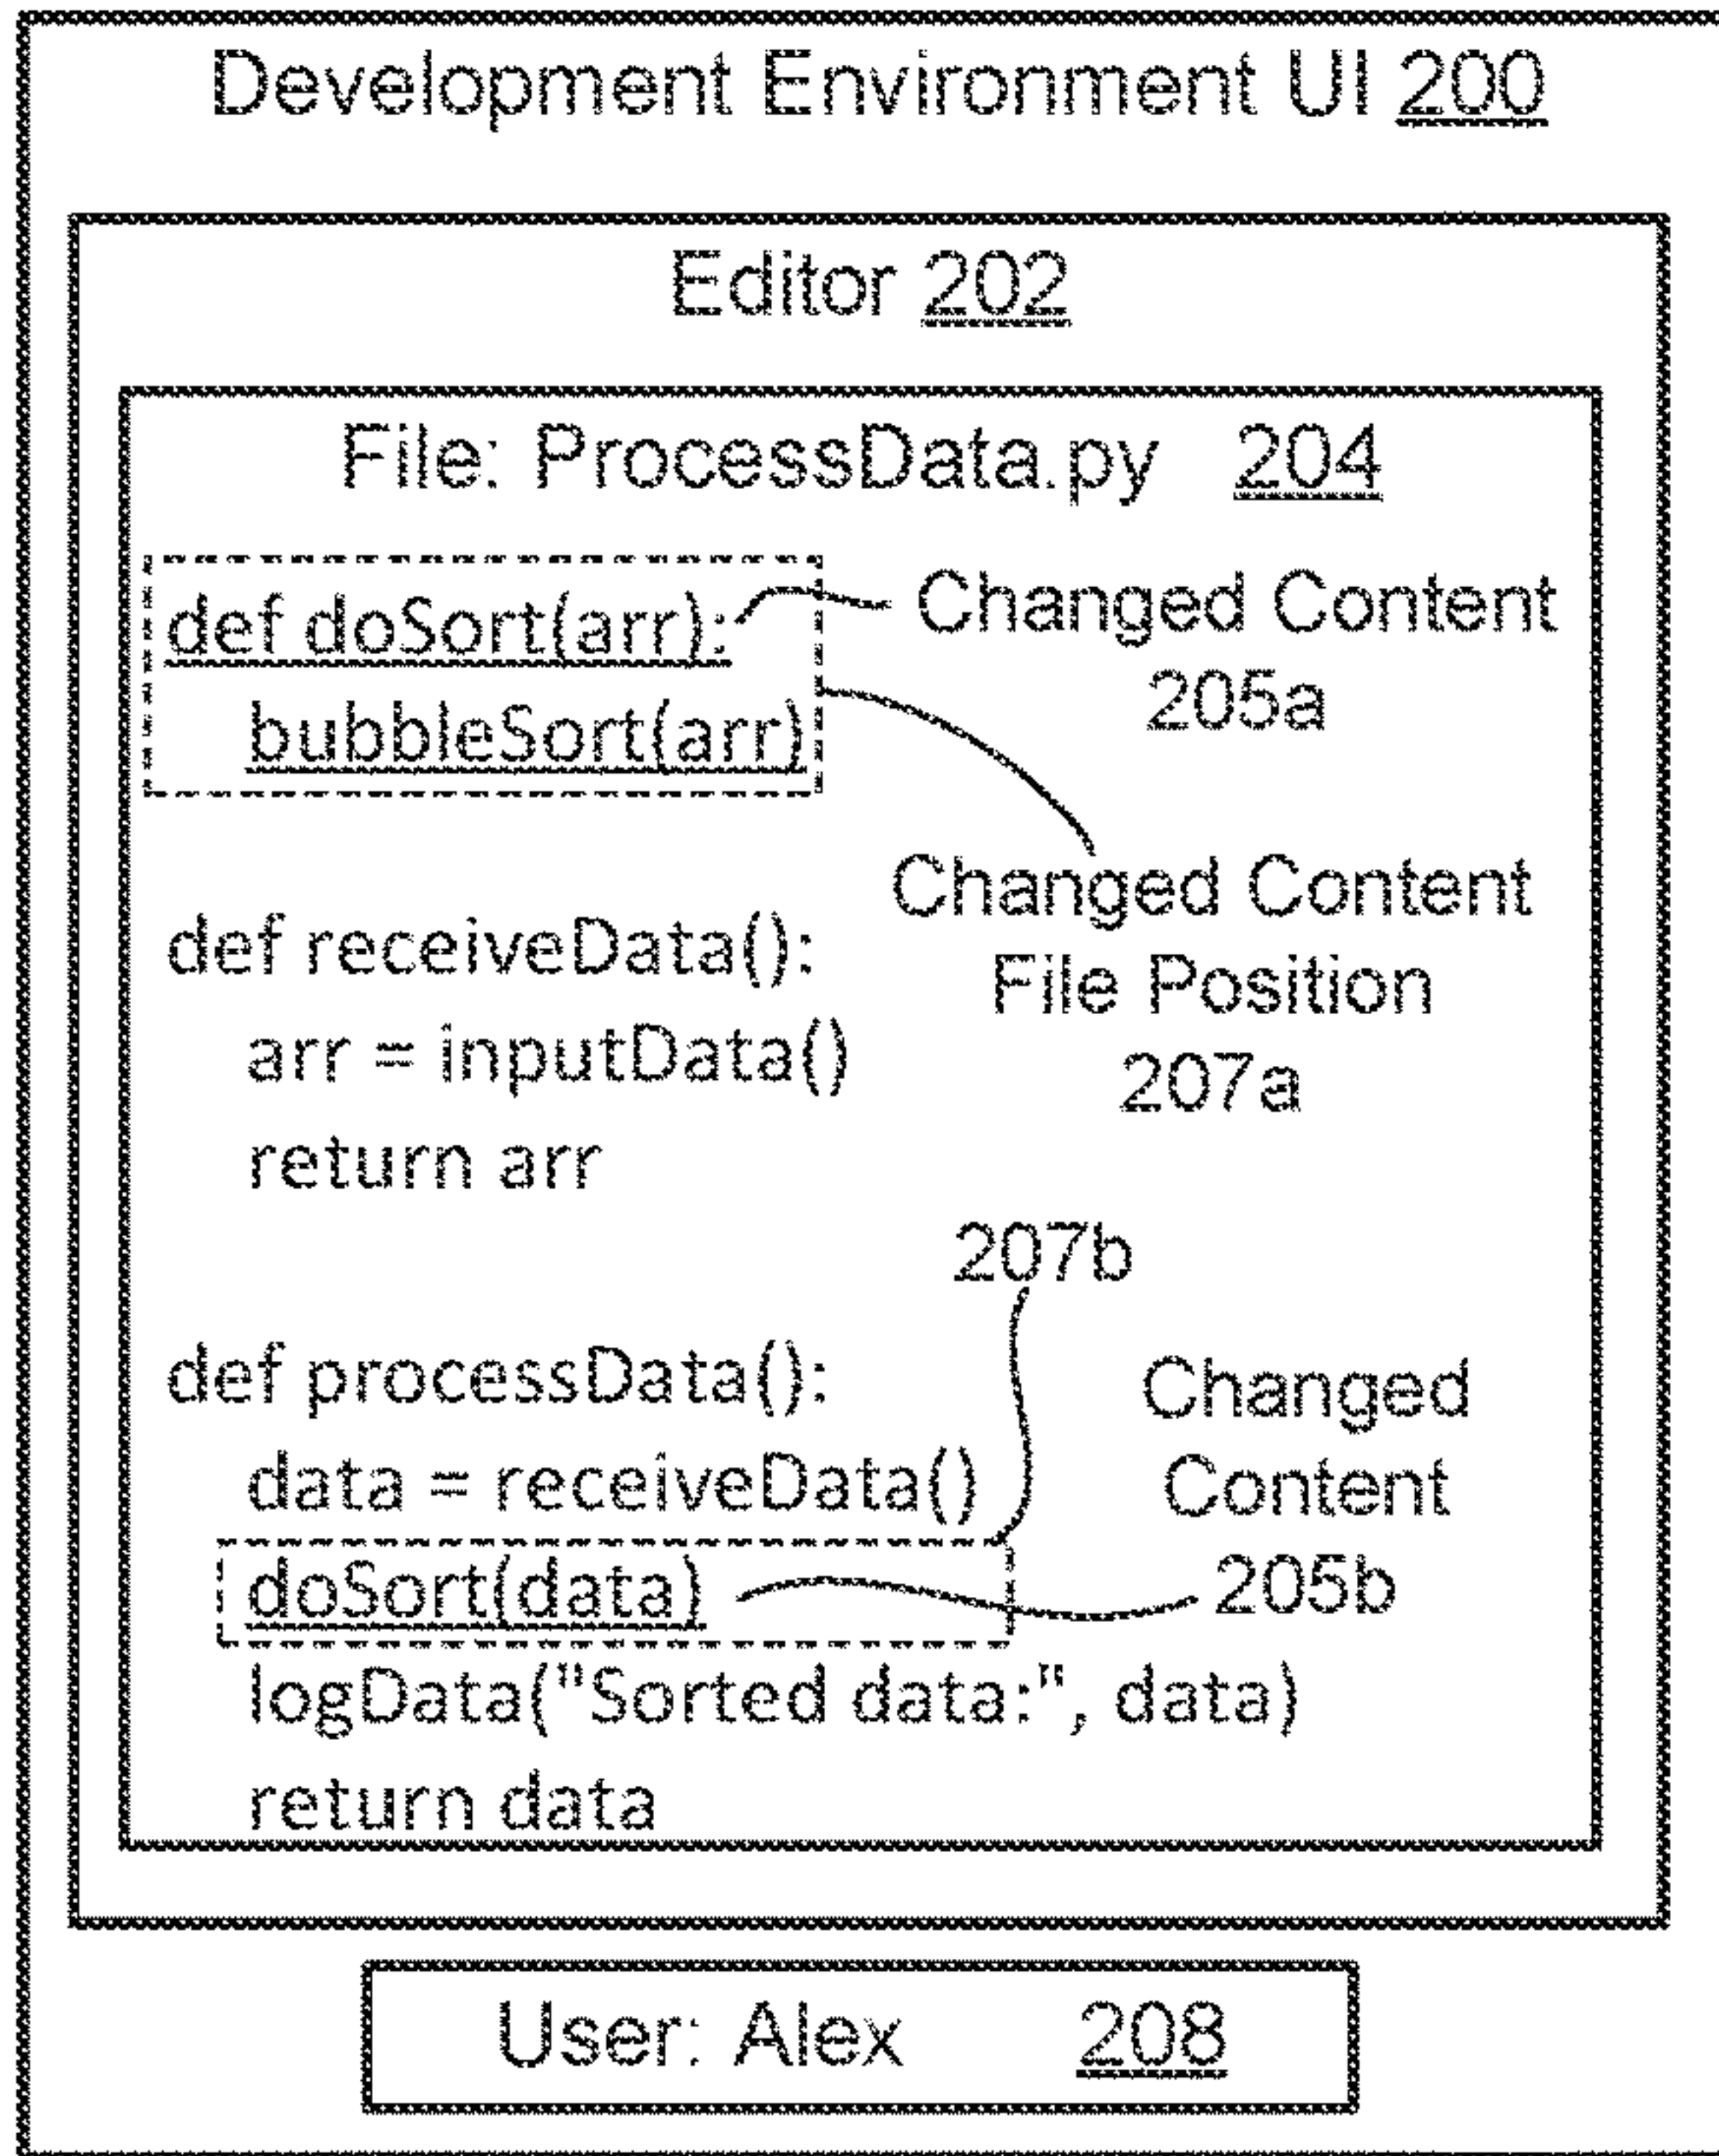 Development Environment UI 200
Editor 202
File: ProcessData.py 204
def doSort(arr):
bubbleSort(arr)
Changed Content
205a
Changed Content
File Position
207a
def receiveData():
arr = inputData()
return arr
207b
def processData():
data = receiveData()
doSort(data)
logData("Sorted data:", data)
return data
Changed
Content
205b
User: Alex 208